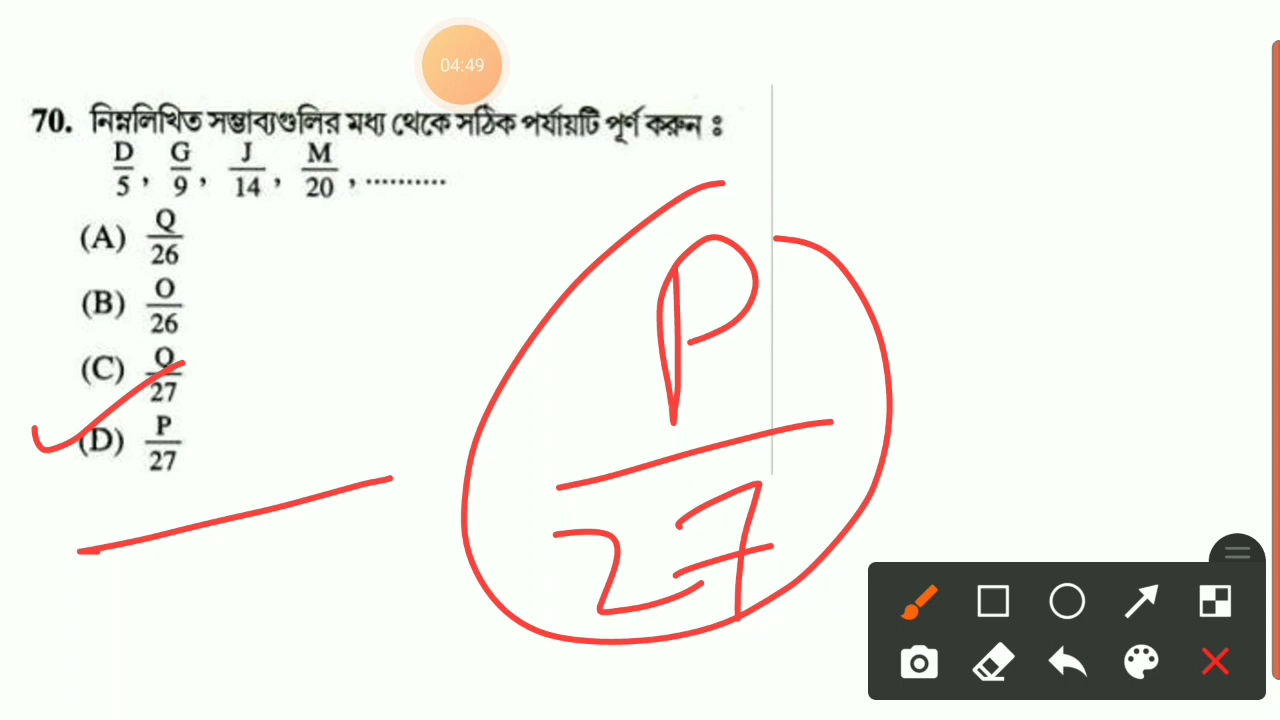 04:49
70. নিম্নলিখিত সম্ভাব্যগুলির মধ্য থেকে সঠিক পর্যায়টি পূর্ণ করুন ঃ
D/5, G/9, J/14, M/20, ..........
(A) Q/26
(B) O/26
(C) Q/27
(D) P/27
P
27